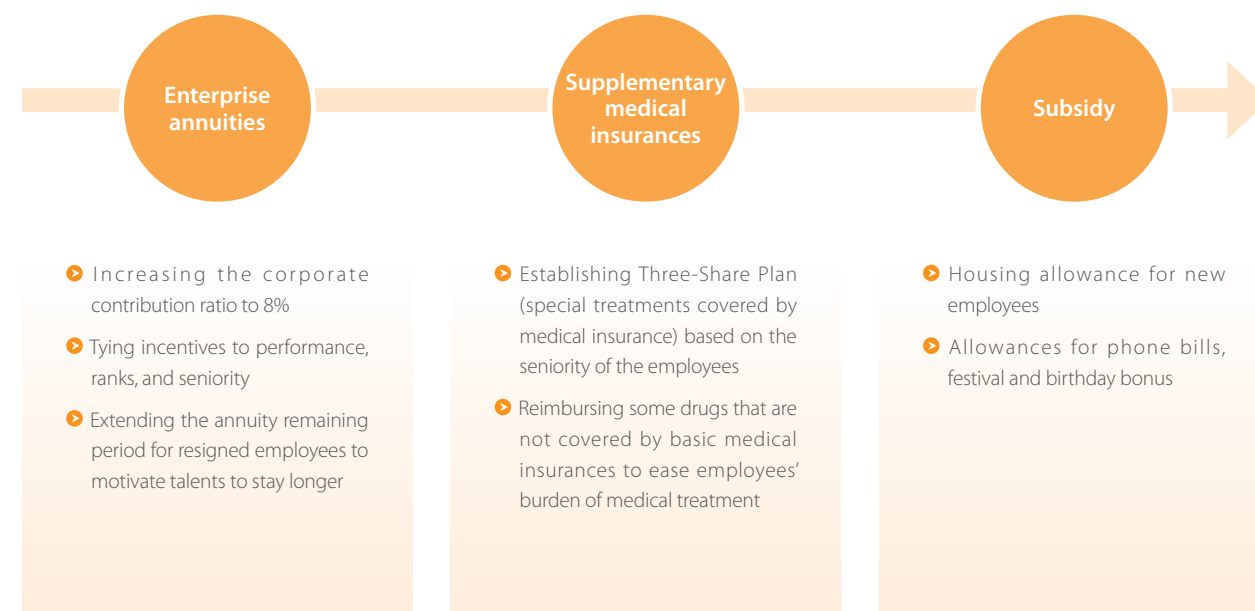 Enterprise
annuities
Supplementary
medical
insurances
Subsidy
Increasing the corporate
contribution ratio to 8%
Tying incentives to performance,
ranks, and seniority
Extending the annuity remaining
period for resigned employees to
motivate talents to stay longer
Establishing Three-Share Plan
(special treatments covered by
medical insurance) based on the
seniority of the employees
Reimbursing some drugs that are
not covered by basic medical
insurances to ease employees’
burden of medical treatment
Housing allowance for new
employees
Allowances for phone bills,
festival and birthday bonus